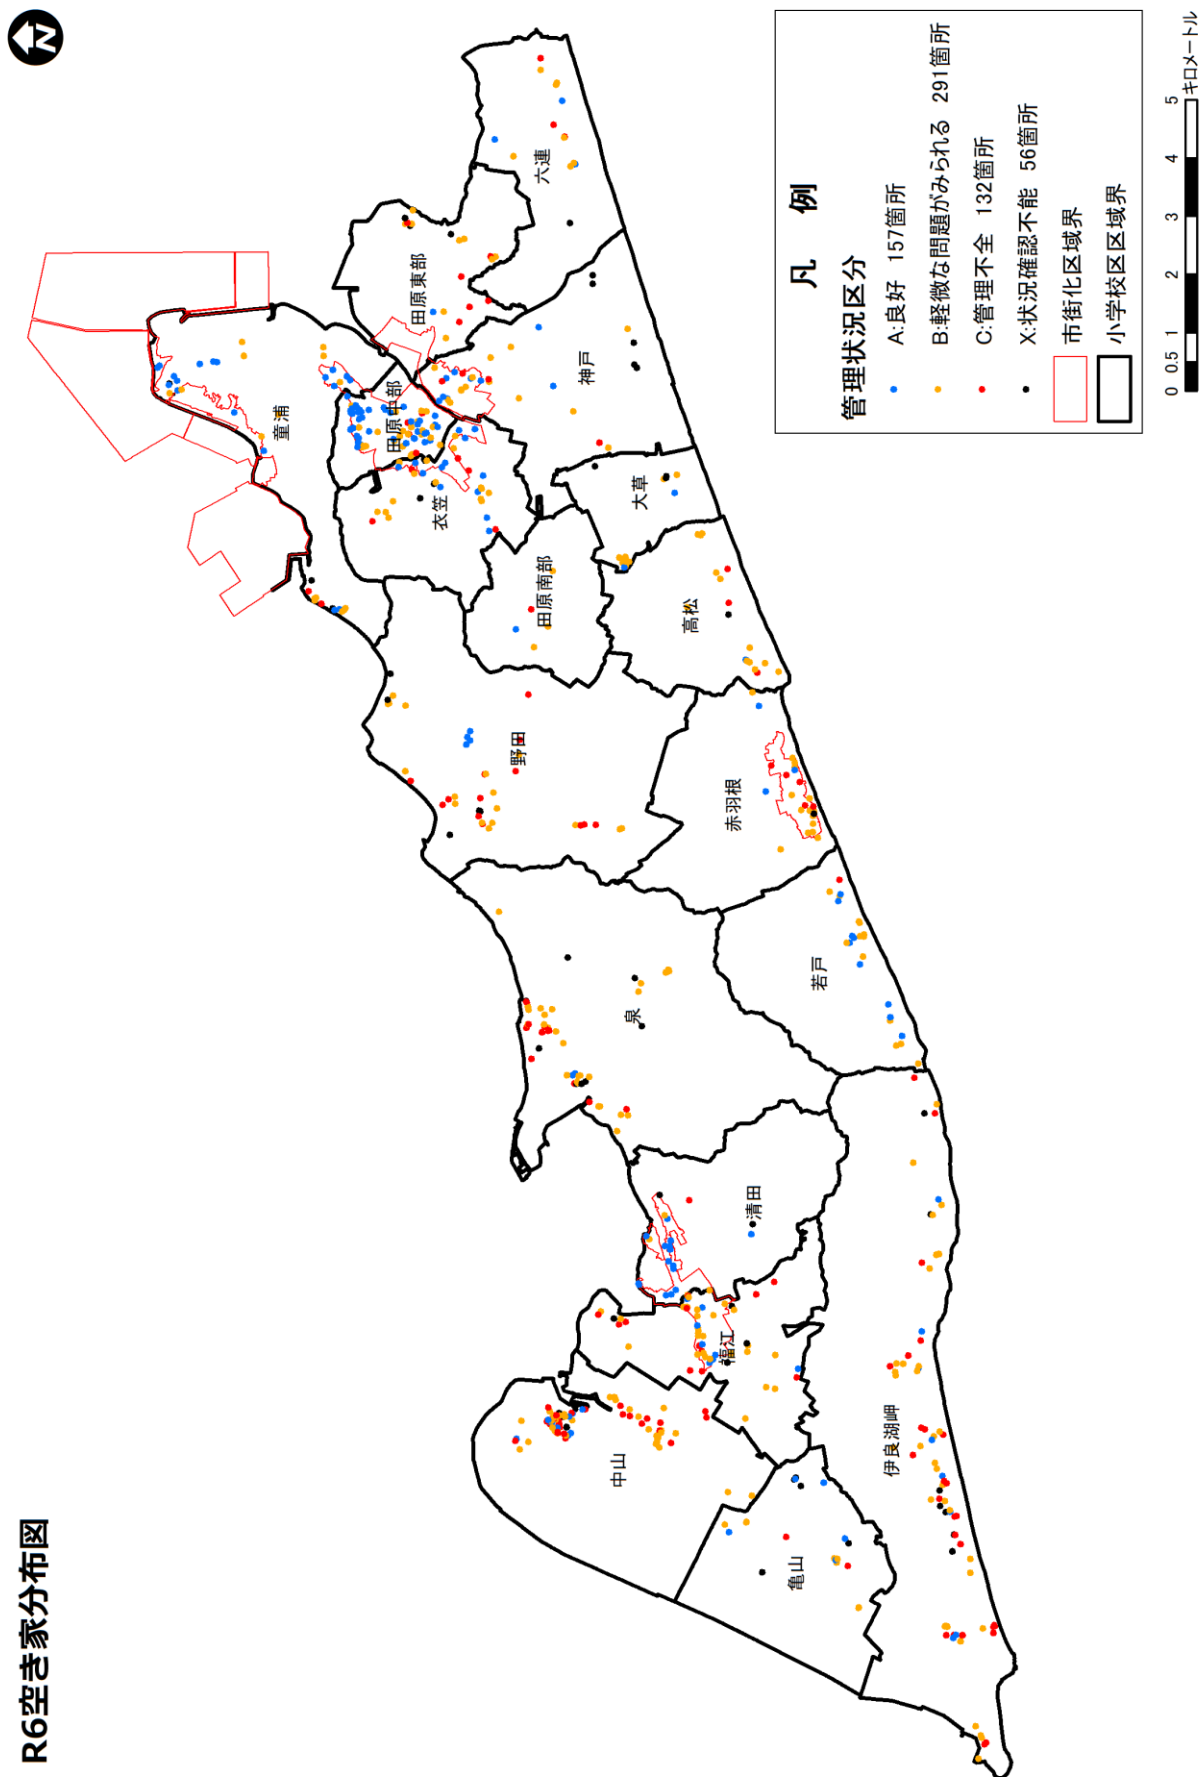 R6空き家分布図
N
六連
田原東部
童浦
田原中部
神戸
衣笠
大草
田原南部
高松
野田
赤羽根
泉
若戸
清田
福江
中山
伊良湖岬
亀山
凡 例
管理状況区分
A:良好 157箇所
B:軽微な問題がみられる 291箇所
C:管理不全 132箇所
X:状況確認不能 56箇所
市街化区域界
小学校区区域界
0 0.5 1 2 3 4 5
キロメートル